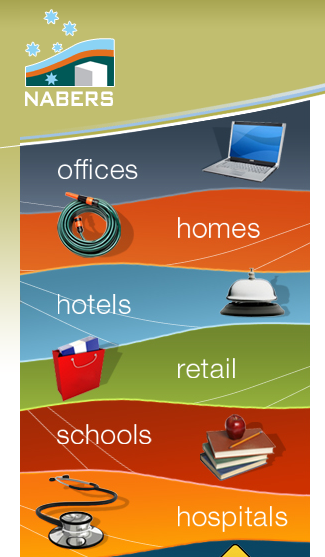 NABERS
offices
homes
hotels
retail
schools
hospitals